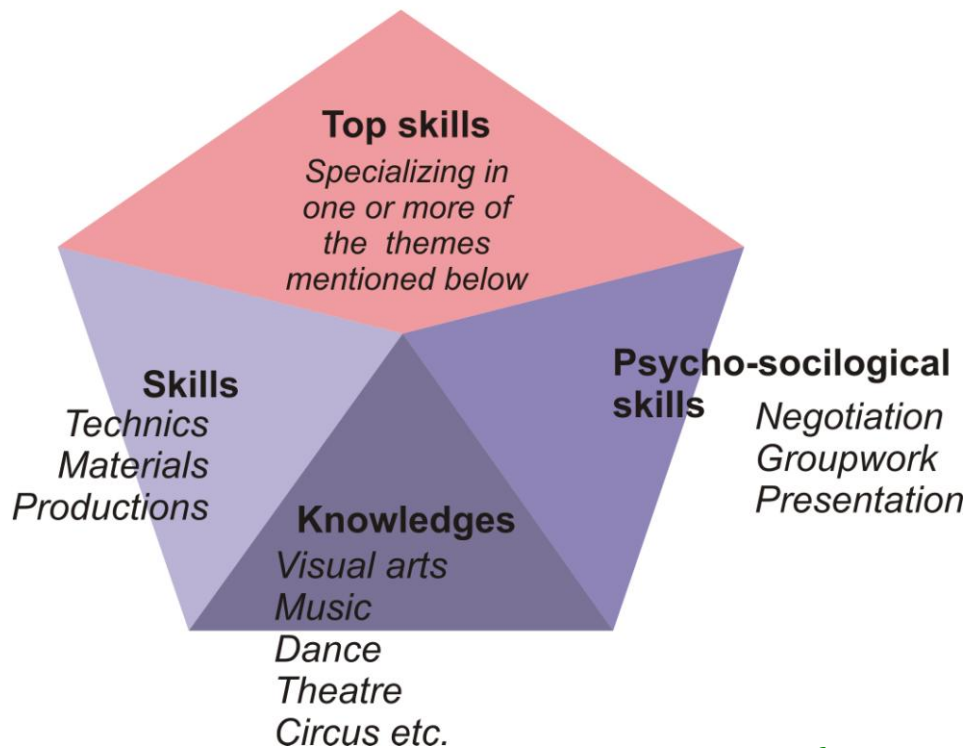 Top skills
Specializing in
one or more of
the themes
mentioned below
Skills
Technics
Materials
Productions
Psycho-socilogical
skills
Negotiation
Groupwork
Presentation
Knowledges
Visual arts
Music
Dance
Theatre
Circus etc.